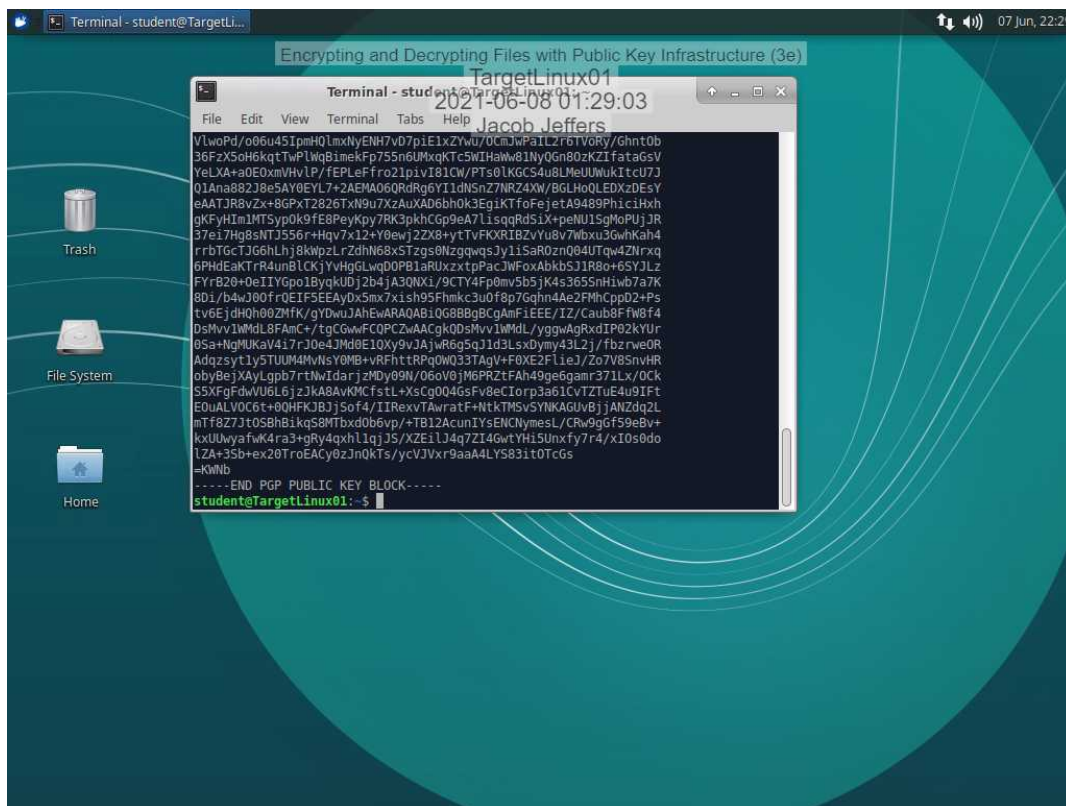 Terminal - student@TargetLi...
07 Jun, 22:29
Encrypting and Decrypting Files with Public Key Infrastructure (3e)
TargetLinux01
Terminal - student@TargetLinux01: ~
2021-06-08 01:29:03
Jacob Jeffers
File Edit View Terminal Tabs Help
VlwoPd/o06u45IpmHQlmxNyENH7vD7piE1xZYwu/OCmJwPaIL2r6TVoRy/GhntOb
36FzX5oH6kqtTwPlWqBimekFp755n6UMxqKTc5WIHaWw81NyQGn8OzKZIfataGsV
YeLXA+aOEOxmVHvlP/fEPLeFfro21pivI81CW/PTs0lKGCS4u8LMeUUWukItcU7J
Q1Ana882J8e5AY0EYL7+2AEMAO6QRdRg6YI1dNSnZ7NRZ4XW/BGLHoQLEDXzDEsY
eAATJR8vZx+8GPxT2826TxN9u7XzAuXAD6bhOk3EgiKTfoFejetA9489PhiciHxh
gKFyHIm1MTSypOk9fE8PeyKpy7RK3pkhCGp9eA7lisqqRdSiX+peNU1SgMoPUjJR
37ei7Hg8sNTJ556r+Hqv7x12+Y0ewj2ZX8+ytTvFKXRIBZvYu8v7Wbxu3GwhKah4
rrbTGcTJG6hLhj8kWpzLrZdhN68xSTzgs0NzgqwqsJy1iSaROznQ04UTqw4ZNrxq
6PHdEaKTrR4unBlCKjYvHgGLwqDOPB1aRUxzxtpPacJWFoxAbkbSJ1R8o+6SYJLz
FYrB20+OeIIYGpo1ByqkUDj2b4jA3QNXi/9CTY4Fp0mv5b5jK4s365SnHiwb7a7K
8Di/b4wJ0OfrQEIF5EEAyDx5mx7xish95Fhmkc3uOf8p7Gqhn4Ae2FMhCppD2+Ps
tv6EjdHQh00ZMfK/gYDwuJAhEwARAQABiQG8BBgBCgAmFiEEE/IZ/Caub8FfW8f4
DsMvv1WMdL8FAmC+/tgCGwwFCQPCZwAACgkQDsMvv1WMdL/yggwAgRxdIP02kYUr
0Sa+NgMUKaV4i7rJOe4JMd0E1QXy9vJAjwR6g5qJ1d3LsxDymy43L2j/fbzrweOR
Adqzsyt1y5TUUM4MvNsY0MB+vRFhttRPqOWQ33TAgV+F0XE2FlieJ/Zo7V8SnvHR
obyBejXAyLgpb7rtNwIdarjzMDy09N/O6oV0jM6PRZtFAh49ge6gamr371Lx/OCk
S5XFgFdwVU6L6jzJkA8AvKMCfstL+XsCgOQ4GsFv8eCIorp3a61CvTZTuE4u9IFt
EOuALVOC6t+0QHFKJBJjSof4/IIRexvTAwratF+NtkTMSvSYNKAGUvBjjANZdq2L
mTf8Z7JtOSBhBikqS8MTbxdOb6vp/+TB12AcunIYsENCNymesL/CRw9gGf59eBv+
kxUUwyafwK4ra3+gRy4qxhl1qjJS/XZEilJ4q7ZI4GwtYHi5Unxfy7r4/xIOs0do
lZA+3Sb+ex20TroEACy0zJnQkTs/ycVJVxr9aaA4LYS83itOTcGs
=KWNb
-----END PGP PUBLIC KEY BLOCK-----
student@TargetLinux01:~$
Trash
File System
Home